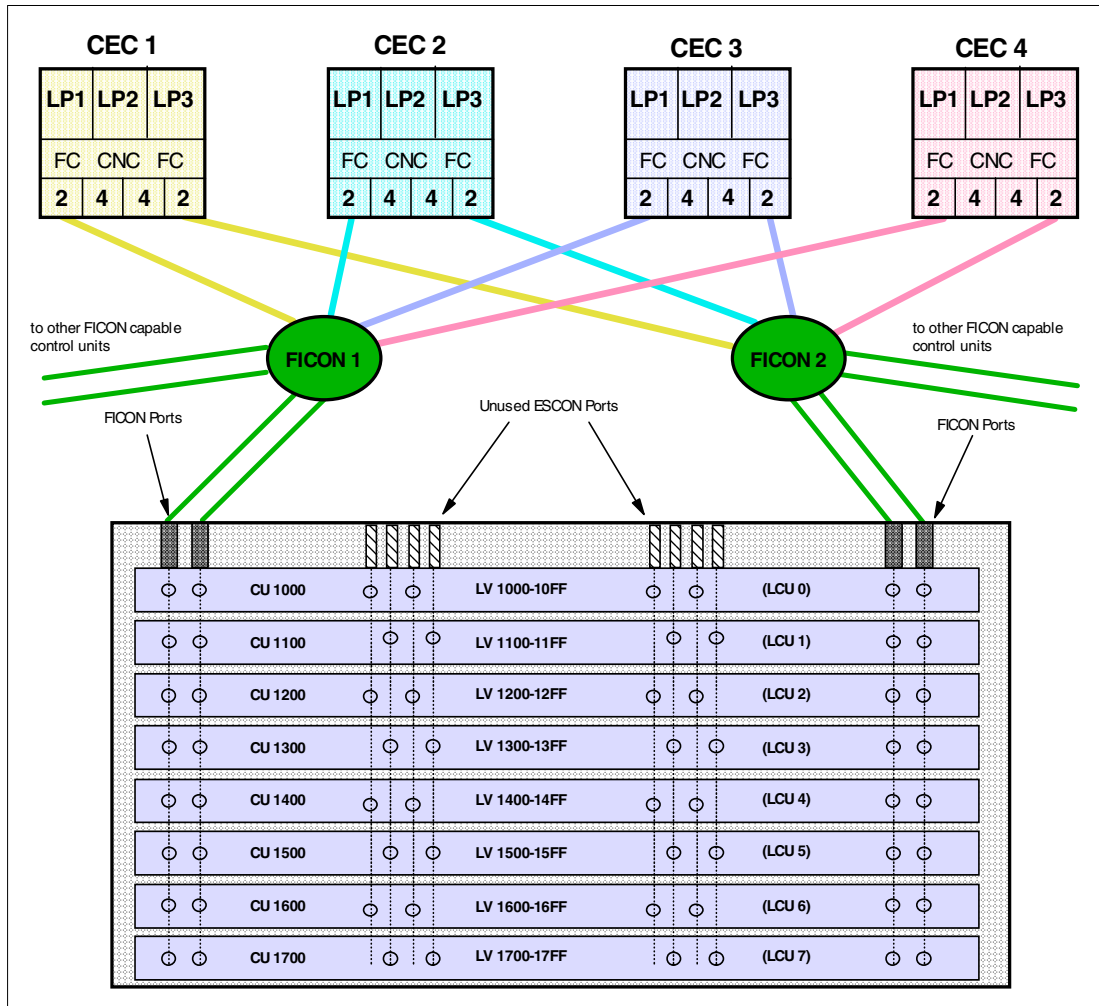 CEC 1
CEC 2
CEC 3
CEC 4
LP1 LP2 LP3
LP1 LP2 LP3
LP1 LP2 LP3
LP1 LP2 LP3
FC CNC FC
FC CNC FC
FC CNC FC
FC CNC FC
2 4 4 2
2 4 4 2
2 4 4 2
2 4 4 2
to other FICON capable
control units
FICON 1
FICON 2
to other FICON capable
control units
FICON Ports
Unused ESCON Ports
FICON Ports
CU 1000 LV 1000-10FF (LCU 0)
CU 1100 LV 1100-11FF (LCU 1)
CU 1200 LV 1200-12FF (LCU 2)
CU 1300 LV 1300-13FF (LCU 3)
CU 1400 LV 1400-14FF (LCU 4)
CU 1500 LV 1500-15FF (LCU 5)
CU 1600 LV 1600-16FF (LCU 6)
CU 1700 LV 1700-17FF (LCU 7)